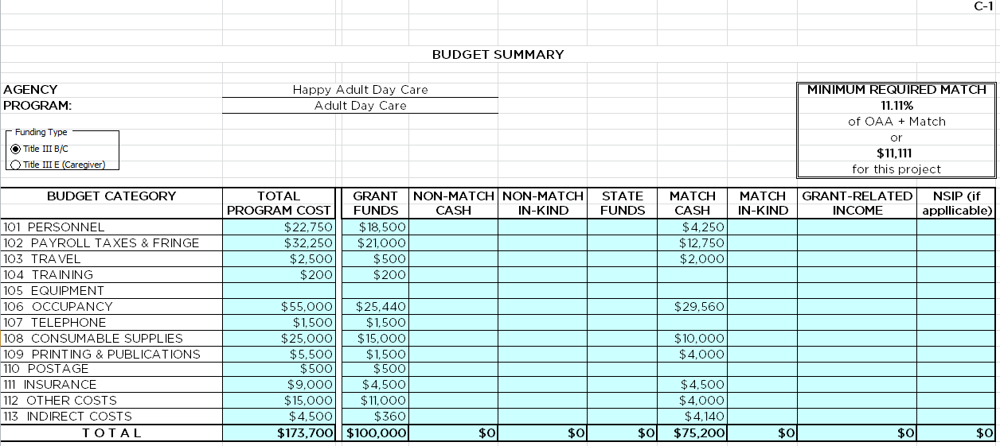 C-1
BUDGET SUMMARY
AGENCY Happy Adult Day Care
PROGRAM: Adult Day Care
MINIMUM REQUIRED MATCH
11.11%
of OAA + Match
or
$11,111
for this project
Funding Type
Title III B/C
Title III E (Caregiver)
BUDGET CATEGORY TOTAL GRANT NON-MATCH NON-MATCH STATE MATCH MATCH GRANT-RELATED NSIP (if
PROGRAM COST FUNDS CASH IN-KIND FUNDS CASH IN-KIND INCOME appllicable)
101 PERSONNEL $22,750 $18,500 $4,250
102 PAYROLL TAXES & FRINGE $32,250 $21,000 $12,750
103 TRAVEL $2,500 $500 $2,000
104 TRAINING $200 $200
105 EQUIPMENT
106 OCCUPANCY $55,000 $25,440 $29,560
107 TELEPHONE $1,500 $1,500
108 CONSUMABLE SUPPLIES $25,000 $15,000 $10,000
109 PRINTING & PUBLICATIONS $5,500 $1,500 $4,000
110 POSTAGE $500 $500
111 INSURANCE $9,000 $4,500 $4,500
112 OTHER COSTS $15,000 $11,000 $4,000
113 INDIRECT COSTS $4,500 $360 $4,140
T O T A L $173,700 $100,000 $0 $0 $0 $75,200 $0 $0 $0